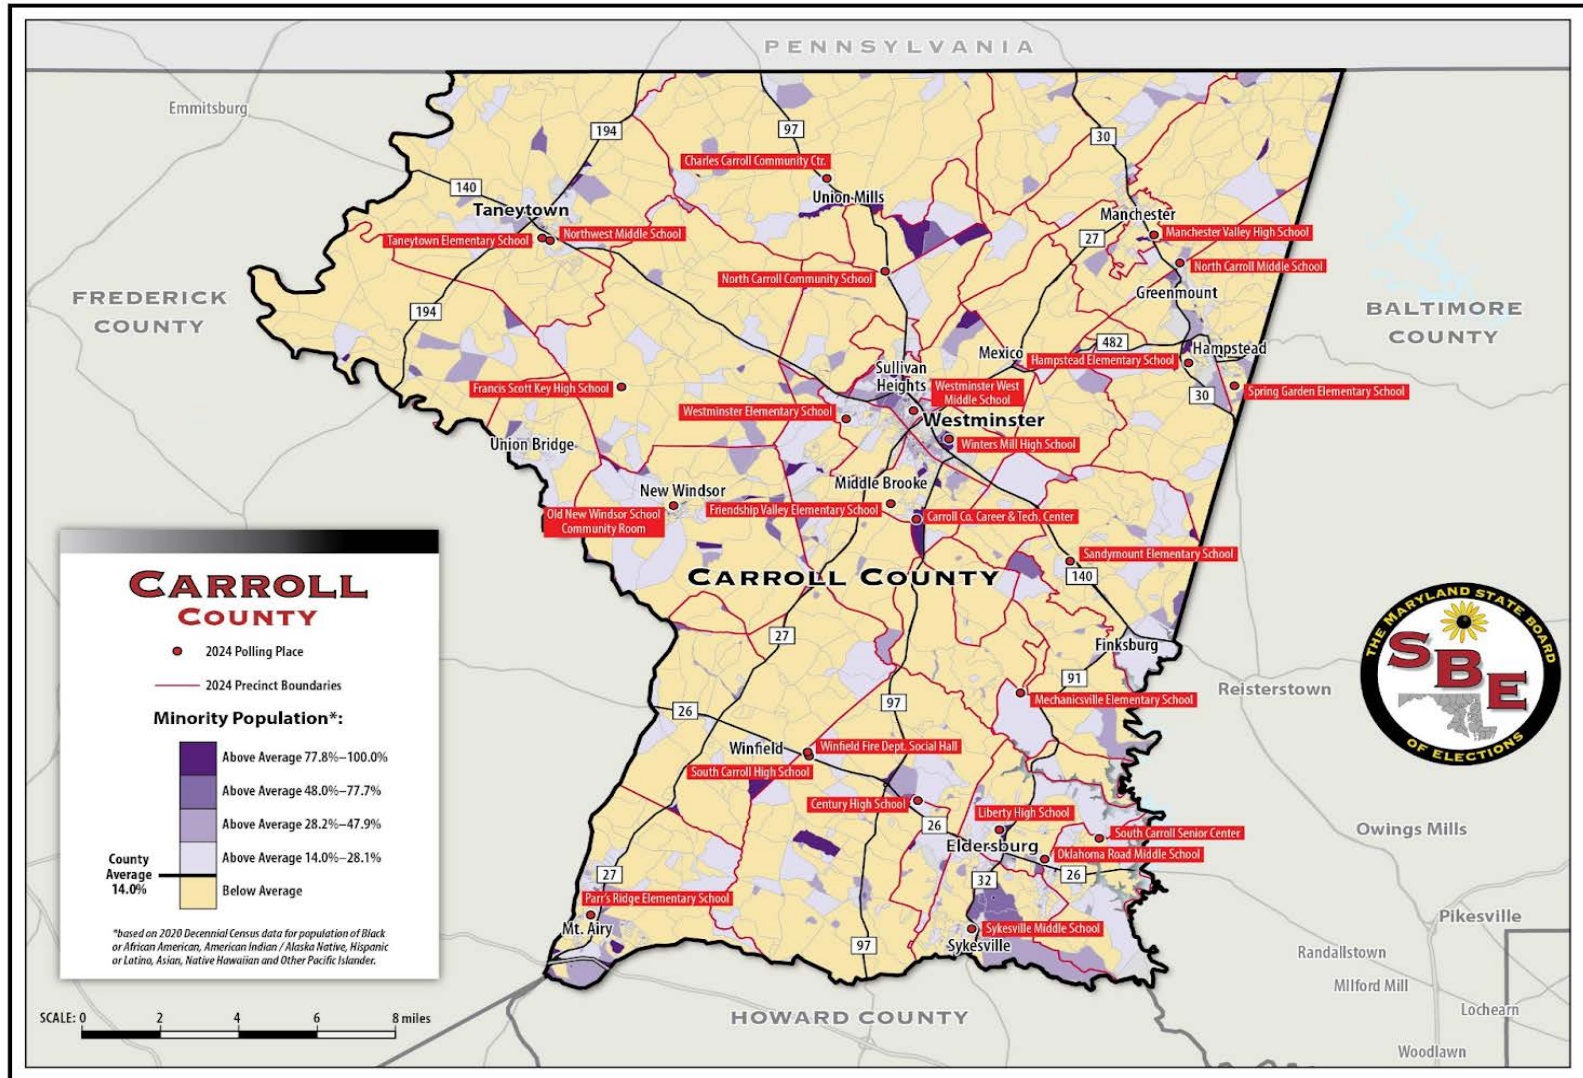 PENNSYLVANIA
Emmitsburg
194
97
30
Charles Carroll Community Ctr.
140
Union Mills
Taneytown
Manchester
Taneytown Elementary School
Northwest Middle School
27
Manchester Valley High School
North Carroll Community School
North Carroll Middle School
FREDERICK
COUNTY
Greenmount
BALTIMORE
COUNTY
194
482
Mexico
Hampstead
Hampstead Elementary School
Sullivan
Heights
Francis Scott Key High School
Westminster West
Middle School
Spring Garden Elementary School
30
Westminster Elementary School
Westminster
Union Bridge
Winters Mill High School
New Windsor
Middle Brooke
Old New Windsor School
Community Room
Friendship Valley Elementary School
Carroll Co. Career & Tech. Center
Sandymount Elementary School
CARROLL COUNTY
140
27
Finksburg
91
Reisterstown
Mechanicsville Elementary School
26
97
Winfield
Winfield Fire Dept. Social Hall
South Carroll High School
Century High School
Liberty High School
26
South Carroll Senior Center
Owings Mills
Eldersburg
Oklahoma Road Middle School
27
32
26
Parr's Ridge Elementary School
Mt. Airy
Sykesville Middle School
Sykesville
97
Pikesville
Randallstown
Milford Mill
Lochearn
Woodlawn
HOWARD COUNTY
CARROLL
COUNTY
2024 Polling Place
2024 Precinct Boundaries
Minority Population*:
Above Average 77.8%–100.0%
Above Average 48.0%–77.7%
Above Average 28.2%–47.9%
Above Average 14.0%–28.1%
County
Average
14.0%
Below Average
*based on 2020 Decennial Census data for population of Black
or African American, American Indian / Alaska Native, Hispanic
or Latino, Asian, Native Hawaiian and Other Pacific Islander.
SCALE: 0 2 4 6 8 miles
THE MARYLAND STATE BOARD
SBE
OF ELECTIONS